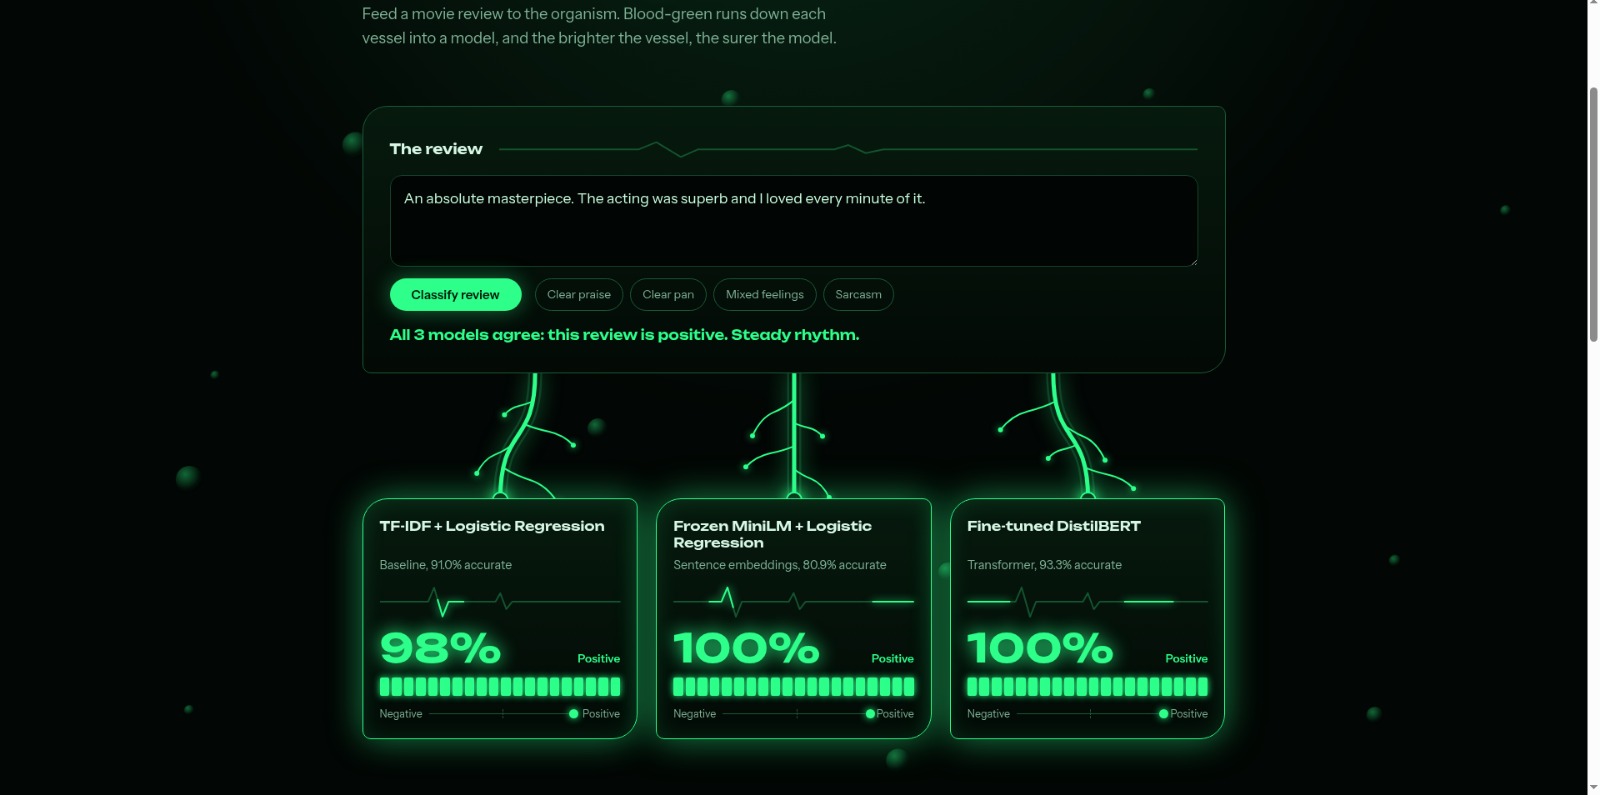 Feed a movie review to the organism. Blood-green runs down each
vessel into a model, and the brighter the vessel, the surer the model.
The review
An absolute masterpiece. The acting was superb and I loved every minute of it.
Classify review
Clear praise
Clear pan
Mixed feelings
Sarcasm
All 3 models agree: this review is positive. Steady rhythm.
TF-IDF + Logistic Regression
Baseline, 91.0% accurate
98%
Positive
Negative
Positive
Frozen MiniLM + Logistic
Regression
Sentence embeddings, 80.9% accurate
100%
Positive
Negative
Positive
Fine-tuned DistilBERT
Transformer, 93.3% accurate
100%
Positive
Negative
Positive